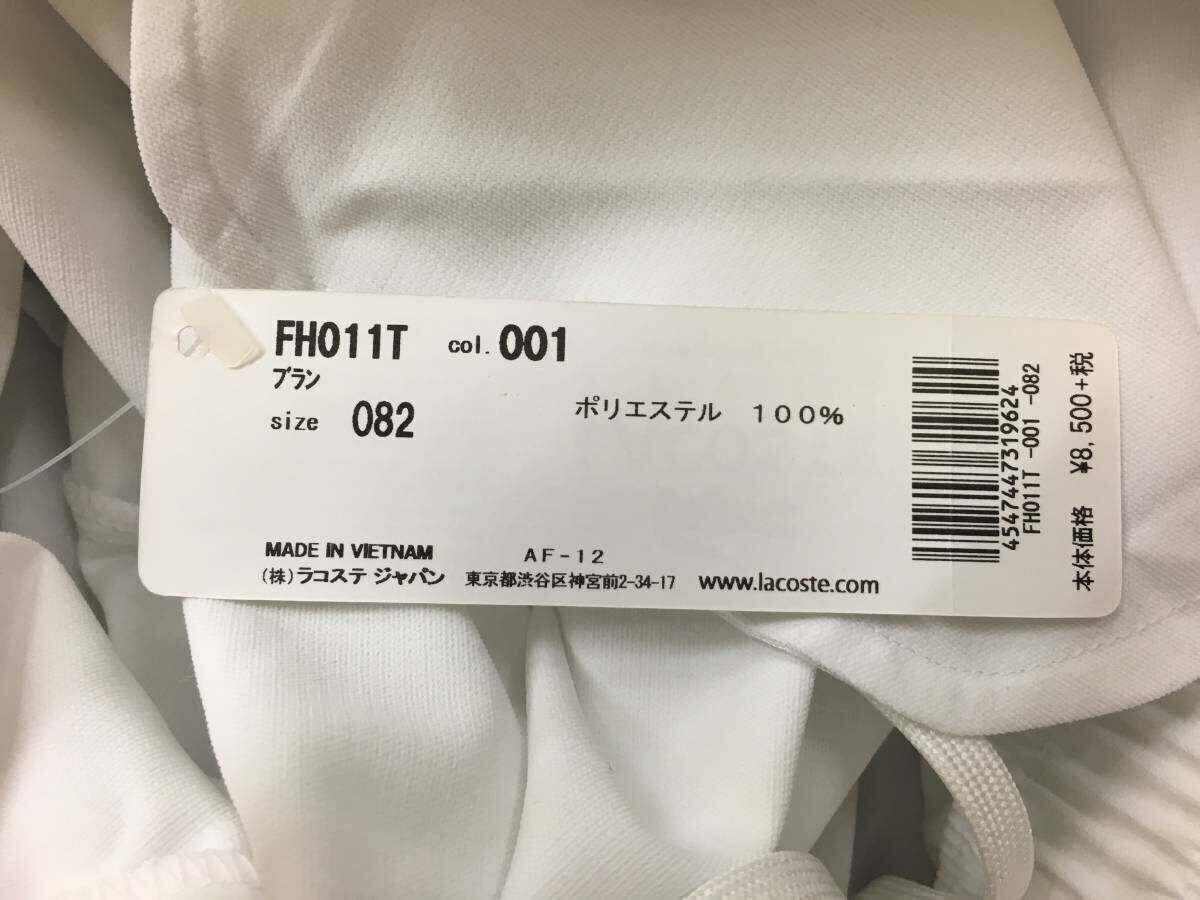 FH011T col. 001
ブラン
size 082
ポリエステル 100%
MADE IN VIETNAM AF-12
(株)ラコステ ジャパン 東京都渋谷区神宮前2-34-17 www.lacoste.com
4547447319624
FH011T -001 -082
本体価格 ¥8,500+税